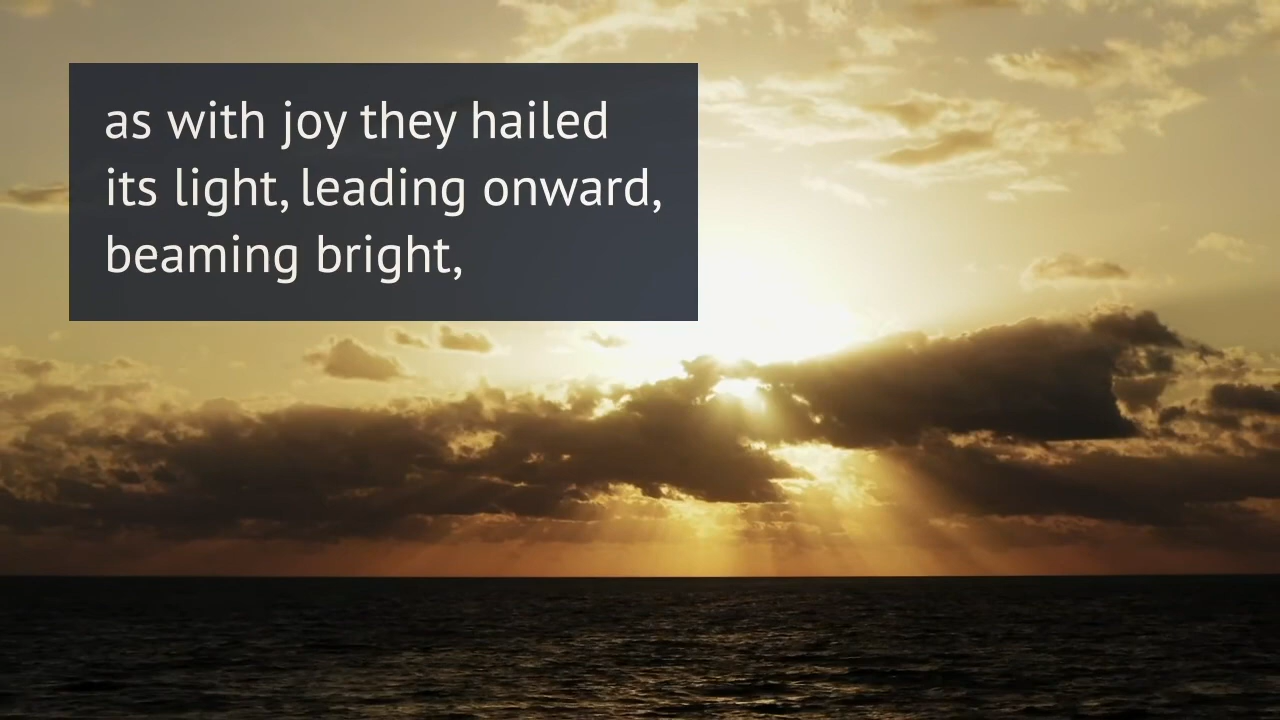 as with joy they hailed
its light, leading onward,
beaming bright,